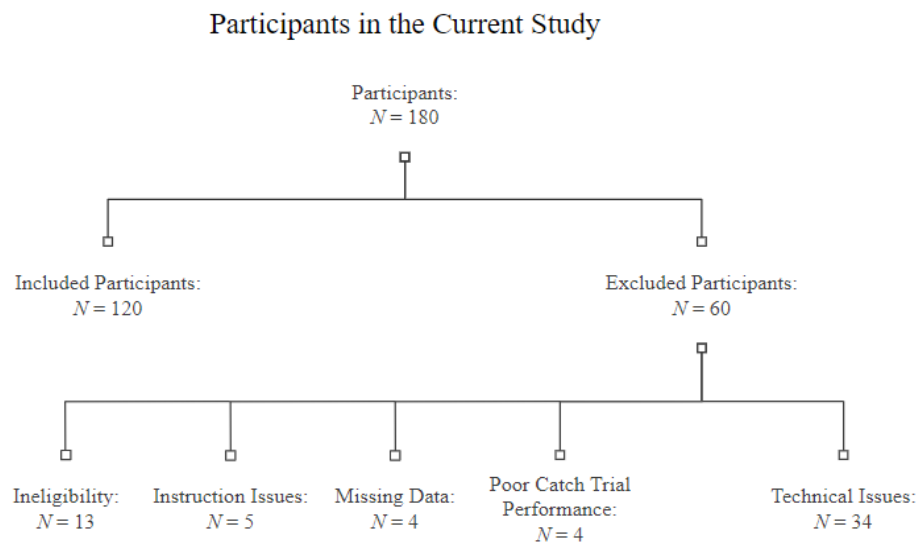 Participants in the Current Study
Participants:
N = 180
Included Participants:
N = 120
Excluded Participants:
N = 60
Ineligibility:
N = 13
Instruction Issues:
N = 5
Missing Data:
N = 4
Poor Catch Trial
Performance:
N = 4
Technical Issues:
N = 34